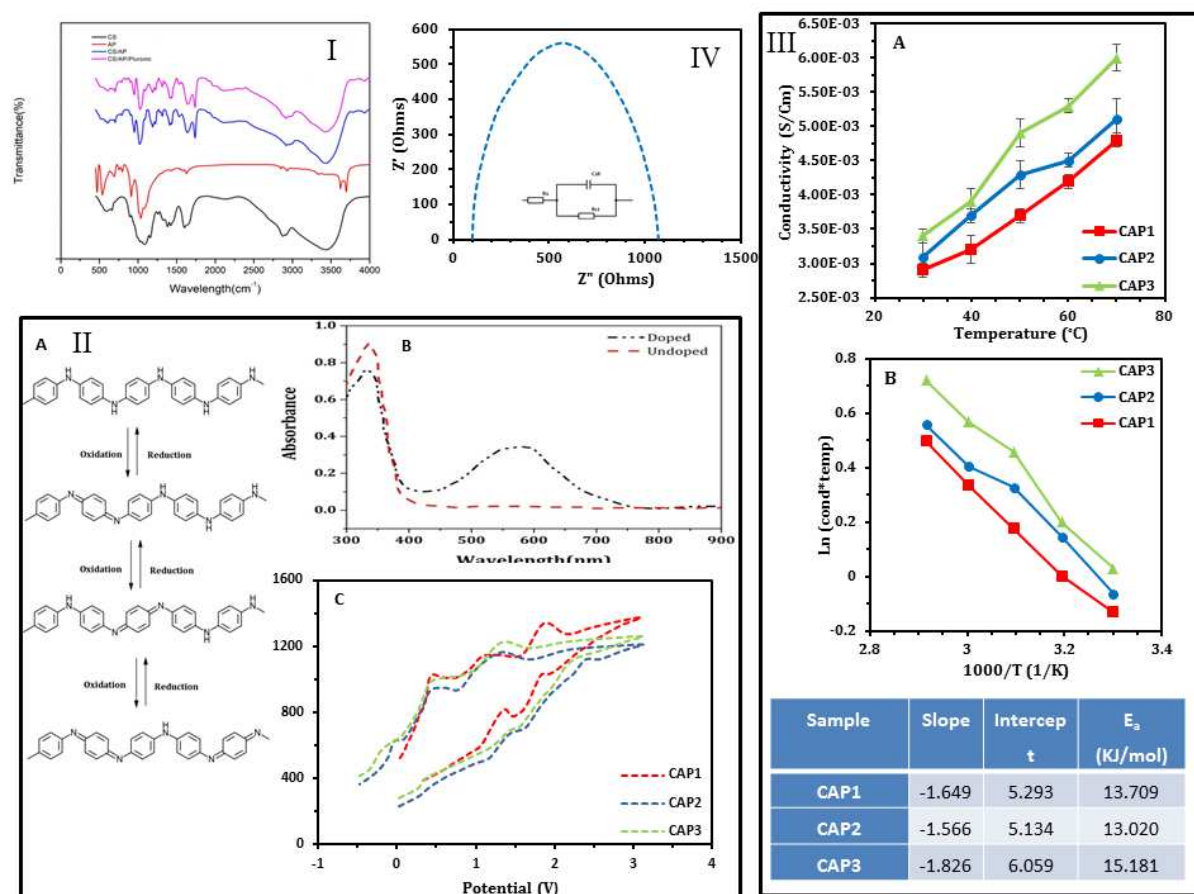 I
CS
AP
CS/AP
CS/AP/Pluronic
Transmittance(%)
0 500 1000 1500 2000 2500 3000 3500 4000
Wavelength(cm-1)
IV
600
500
400
300
200
100
0
Z' (Ohms)
0 500 1000 1500
Z" (Ohms)
III
A
6.50E-03
6.00E-03
5.50E-03
5.00E-03
4.50E-03
4.00E-03
3.50E-03
3.00E-03
2.50E-03
Conductivity (S/Cm)
CAP1
CAP2
CAP3
20 40 60 80
Temperature (°C)
A II
H
N
Oxidation Reduction
Oxidation Reduction
Oxidation Reduction
B
Doped
Undoped
Absorbance
1.0
0.8
0.6
0.4
0.2
0.0
300 400 500 600 700 800 900
Wavelength(nm)
C
1600
1200
800
400
0
CAP1
CAP2
CAP3
-1 0 1 2 3 4
Potential (V)
B
0.8
0.6
0.4
0.2
0
-0.2
Ln (cond*temp)
CAP3
CAP2
CAP1
2.8 3 3.2 3.4
1000/T (1/K)
Sample Slope Intercep Ea
t (KJ/mol)
CAP1 -1.649 5.293 13.709
CAP2 -1.566 5.134 13.020
CAP3 -1.826 6.059 15.181